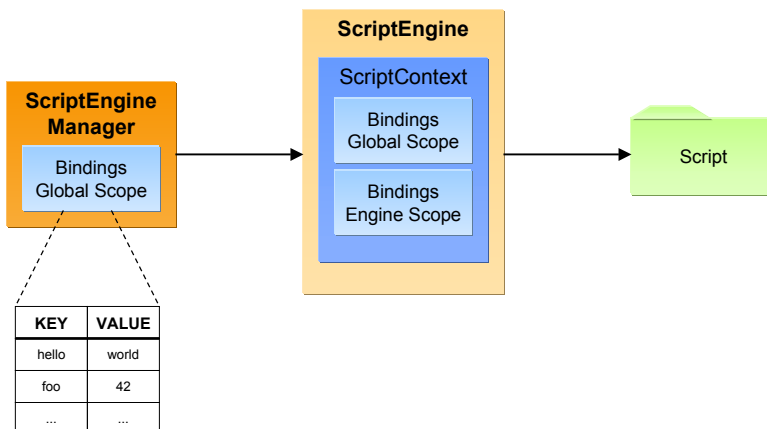 ScriptEngine
Manager
Bindings
Global Scope
KEY VALUE
hello world
foo 42
... ...
ScriptEngine
ScriptContext
Bindings
Global Scope
Bindings
Engine Scope
Script